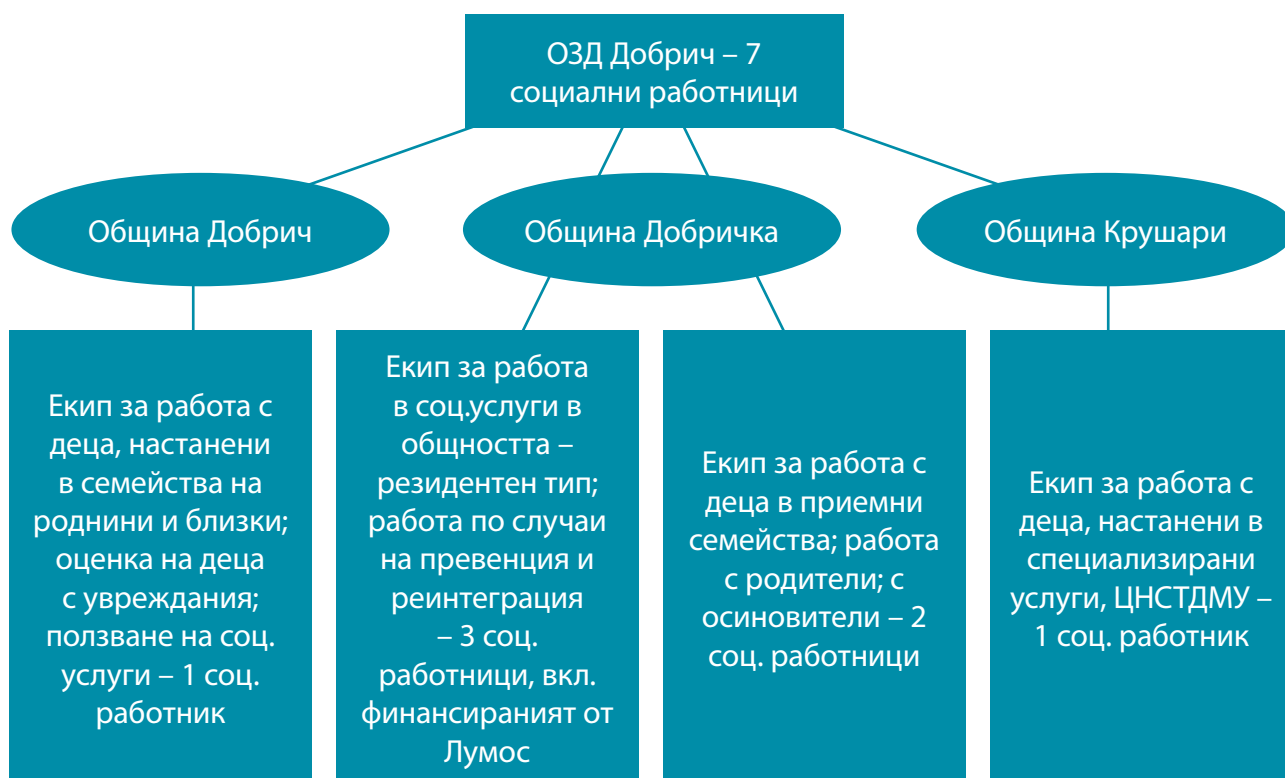 ОЗД Добрич – 7
социални работници
Община Добрич
Община Добричка
Община Крушари
Екип за работа с
деца, настанени
в семейства на
роднини и близки;
оценка на деца
с увреждания;
ползване на соц.
услуги – 1 соц.
работник
Екип за работа
в соц.услуги в
общността –
резидентен тип;
работа по случаи
на превенция и
реинтеграция
– 3 соц.
работници, вкл.
финансираният от
Лумос
Екип за работа с
деца в приемни
семейства; работа
с родители; с
осиновители – 2
соц. работници
Екип за работа с
деца, настанени в
специализирани
услуги, ЦНСТДМУ –
1 соц. работник